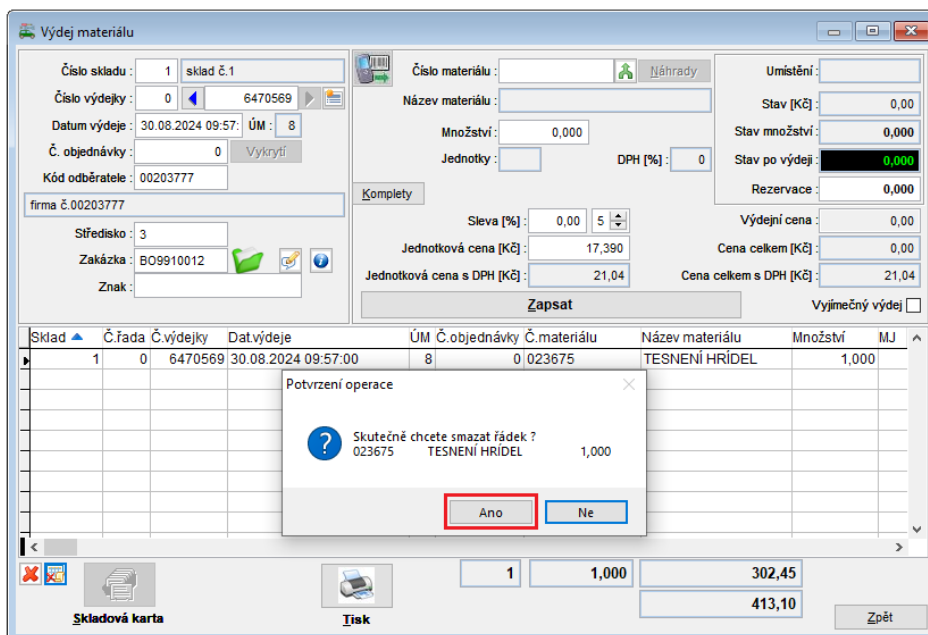 Výdej materiálu
Číslo skladu : 1 sklad č.1
Číslo výdejky : 0 6470569
Datum výdeje : 30.08.2024 09:57: ÚM : 8
Č. objednávky : 0 Vykrytí
Kód odběratele : 00203777
firma č.00203777
Středisko : 3
Zakázka : BO9910012
Znak :
Číslo materiálu : Náhrady
Název materiálu :
Množství : 0,000
Jednotky : DPH [%] : 0
Komplety
Sleva [%] : 0,00 5
Jednotková cena [Kč] : 17,390
Jednotková cena s DPH [Kč] : 21,04
Umístění :
Stav [Kč] : 0,00
Stav množství : 0,000
Stav po výdeji : 0,000
Rezervace : 0,000
Výdejní cena : 0,00
Cena celkem [Kč] : 0,00
Cena celkem s DPH [Kč] : 21,04
Zapsat
Vyjímečný výdej
Sklad Č.řada Č.výdejky Dat.výdeje ÚM Č.objednávky Č.materiálu Název materiálu Množství MJ
1 0 6470569 30.08.2024 09:57:00 8 0 023675 TESNENÍ HRÍDEL 1,000
Potvrzení operace
Skutečně chcete smazat řádek ?
023675 TESNENÍ HRÍDEL 1,000
Ano Ne
1 1,000 302,45
413,10
Skladová karta
Tisk
Zpět